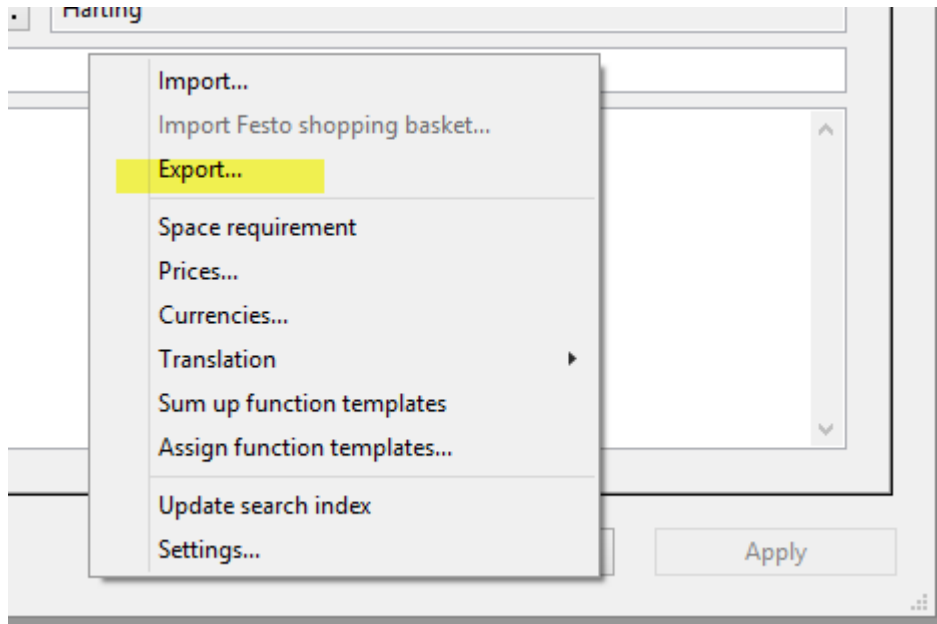 Harting
Import...
Import Festo shopping basket...
Export...
Space requirement
Prices...
Currencies...
Translation
Sum up function templates
Assign function templates...
Update search index
Settings...
Apply